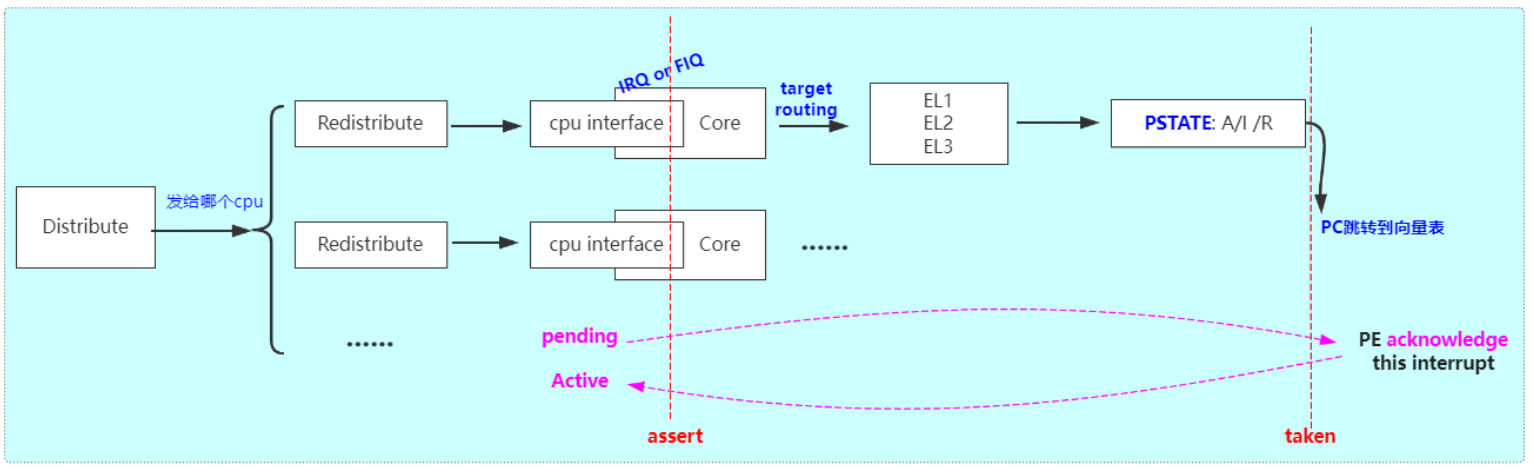 IRQ or FIQ
target
routing
EL1
EL2
EL3
Redistribute
cpu interface
Core
PSTATE: A/I /R
发给哪个cpu
Distribute
Redistribute
cpu interface
Core
......
PC跳转到向量表
......
pending
PE acknowledge
this interrupt
Active
assert
taken